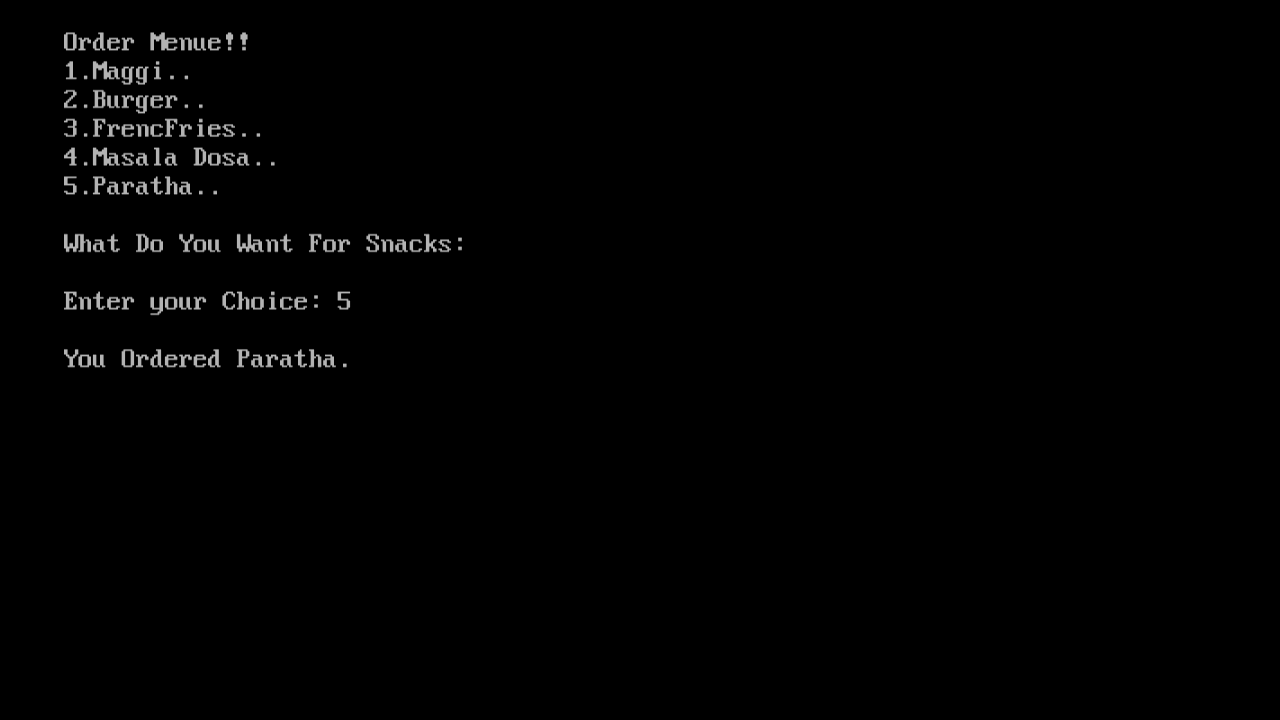 Order Menue!!
1.Maggi..
2.Burger..
3.FrencFries..
4.Masala Dosa..
5.Paratha..
What Do You Want For Snacks:
Enter your Choice: 5
You Ordered Paratha.